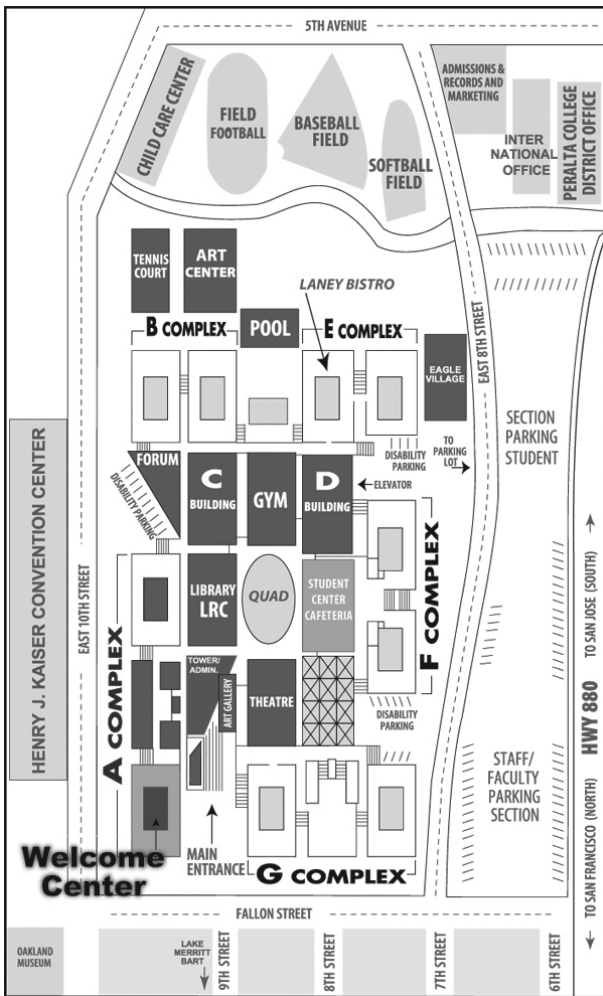 5TH AVENUE
CHILD CARE CENTER
FIELD
FOOTBALL
BASEBALL
FIELD
SOFTBALL
FIELD
ADMISSIONS &
RECORDS AND
MARKETING
INTER
NATIONAL
OFFICE
PERALTA COLLEGE
DISTRICT OFFICE
TENNIS
COURT
ART
CENTER
LANEY BISTRO
B COMPLEX
POOL
E COMPLEX
EAGLE
VILLAGE
EAST 8TH STREET
SECTION
PARKING
STUDENT
FORUM
DISABILITY PARKING
C
BUILDING
GYM
D
BUILDING
DISABILITY
PARKING
TO
PARKING
LOT
ELEVATOR
HENRY J. KAISER CONVENTION CENTER
EAST 10TH STREET
A COMPLEX
LIBRARY
LRC
QUAD
STUDENT
CENTER
CAFETERIA
F COMPLEX
TOWER/
ADMIN.
ART GALLERY
THEATRE
DISABILITY
PARKING
TO SAN JOSE (SOUTH)
HWY 880
TO SAN FRANCISCO (NORTH)
STAFF/
FACULTY
PARKING
SECTION
Welcome
Center
MAIN
ENTRANCE
G COMPLEX
FALLON STREET
OAKLAND
MUSEUM
LAKE
MERRITT
BART
9TH STREET
8TH STREET
7TH STREET
6TH STREET